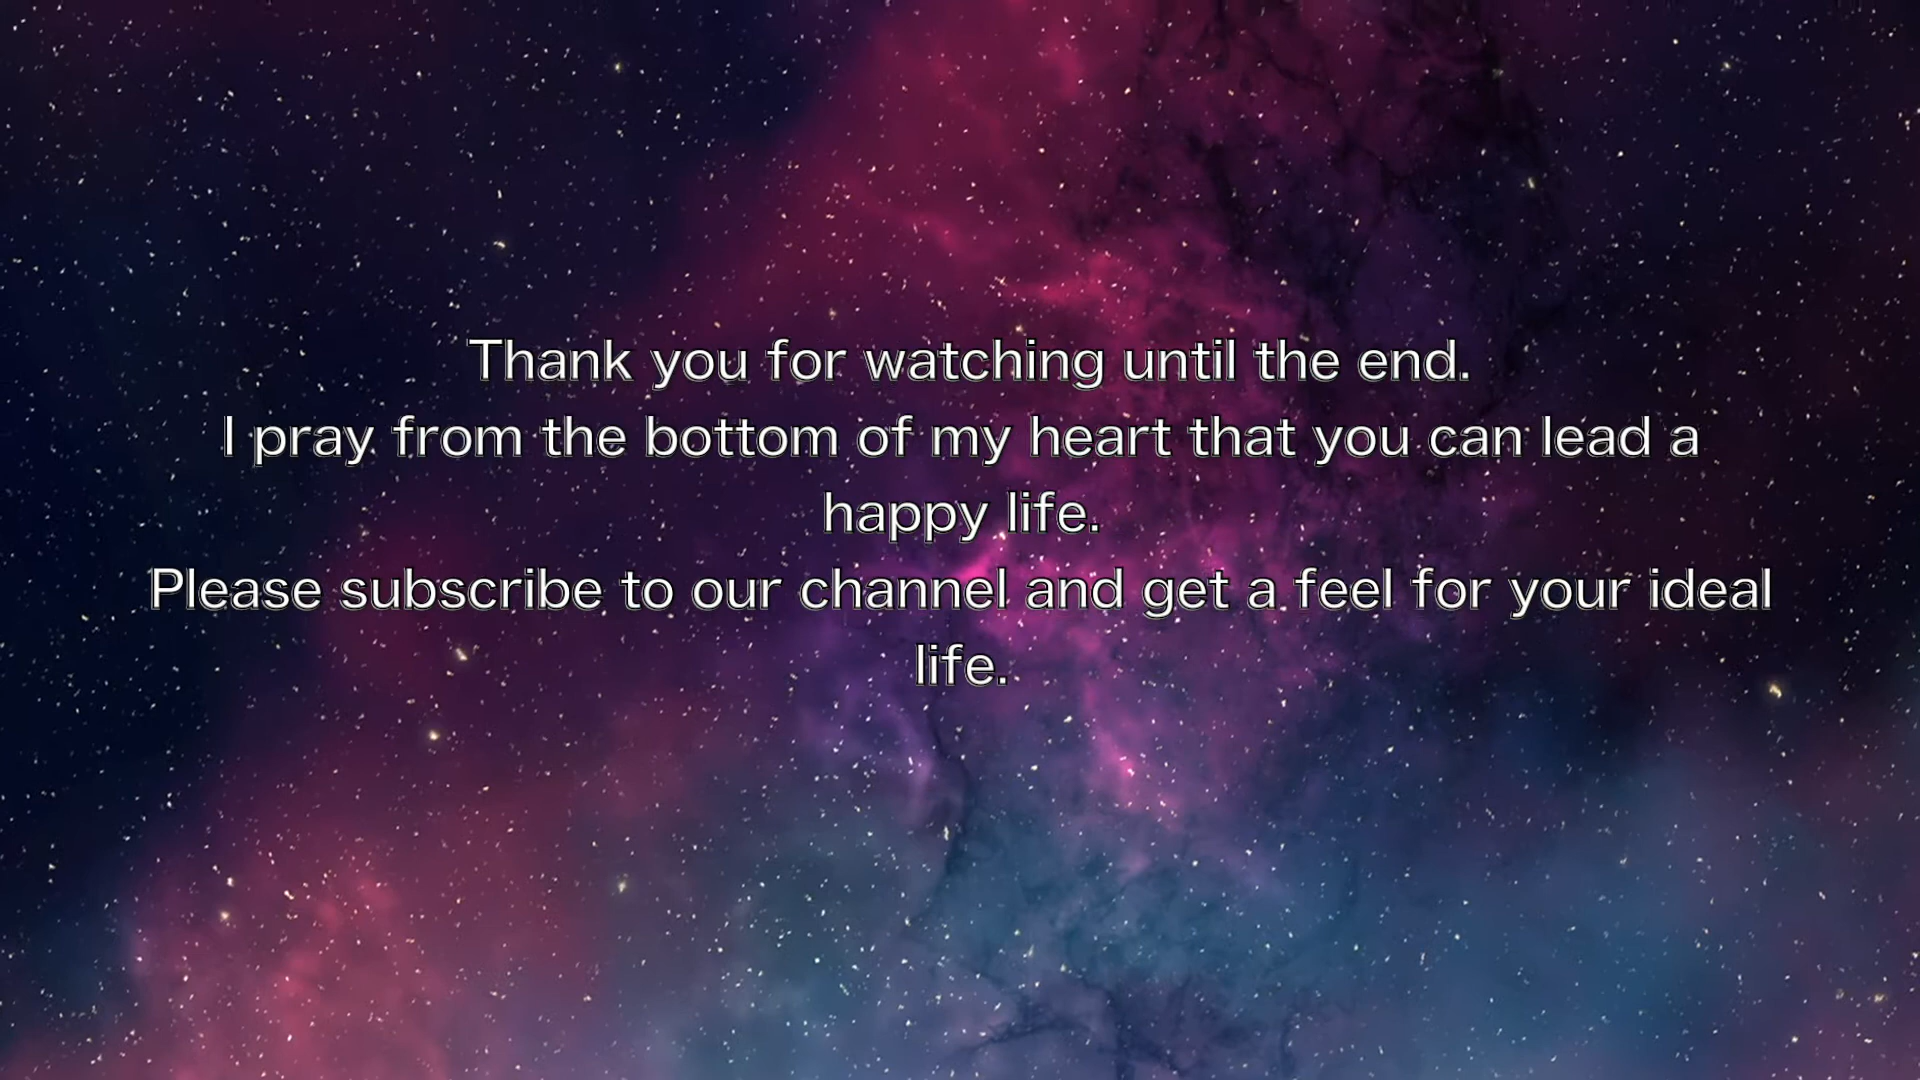 Thank you for watching until the end.
I pray from the bottom of my heart that you can lead a
happy life.
Please subscribe to our channel and get a feel for your ideal
life.